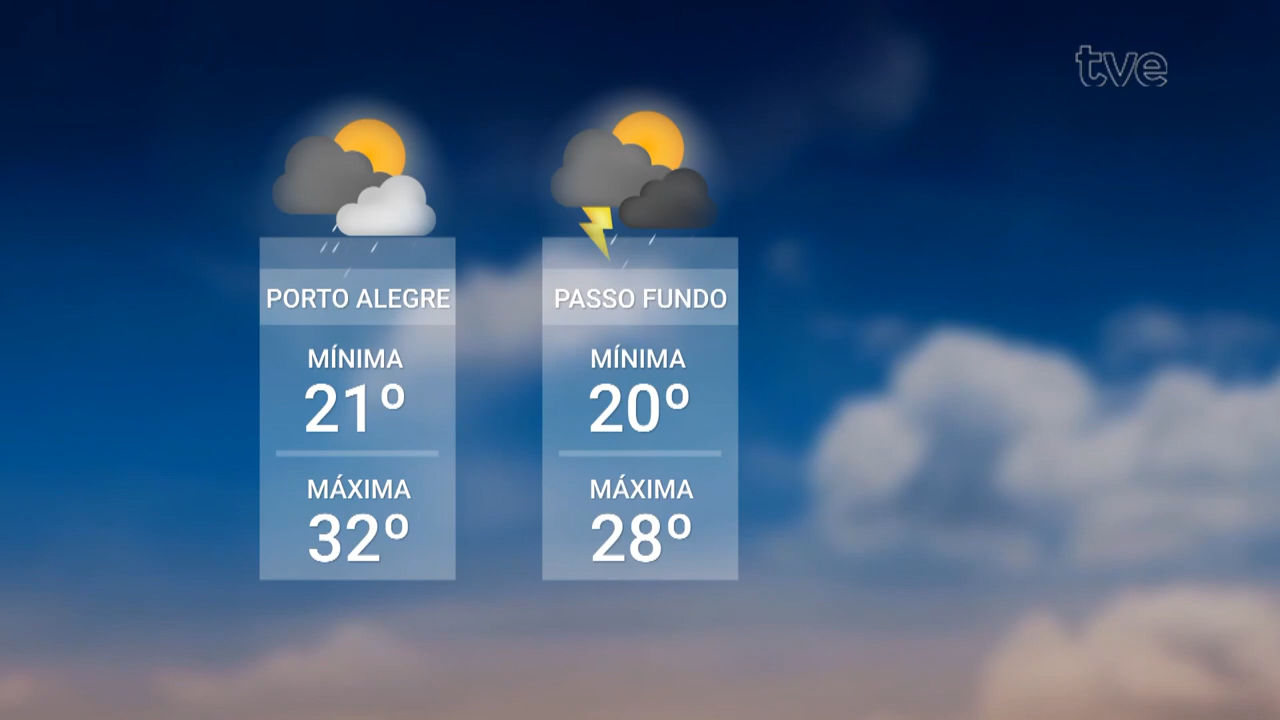 tve
PORTO ALEGRE
MÍNIMA
21º
MÁXIMA
32º
PASSO FUNDO
MÍNIMA
20º
MÁXIMA
28º